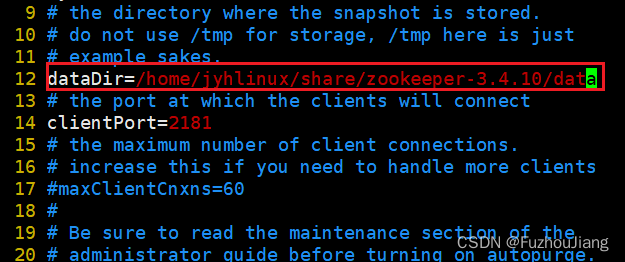 9 # the directory where the snapshot is stored.
10 # do not use /tmp for storage, /tmp here is just
11 # example sakes.
12 dataDir=/home/jyhlinux/share/zookeeper-3.4.10/data
13 # the port at which the clients will connect
14 clientPort=2181
15 # the maximum number of client connections.
16 # increase this if you need to handle more clients
17 #maxClientCnxns=60
18 #
19 # Be sure to read the maintenance section of the
20 # administrator guide before turning on autopurge.
CSDN @FuzhouJiang